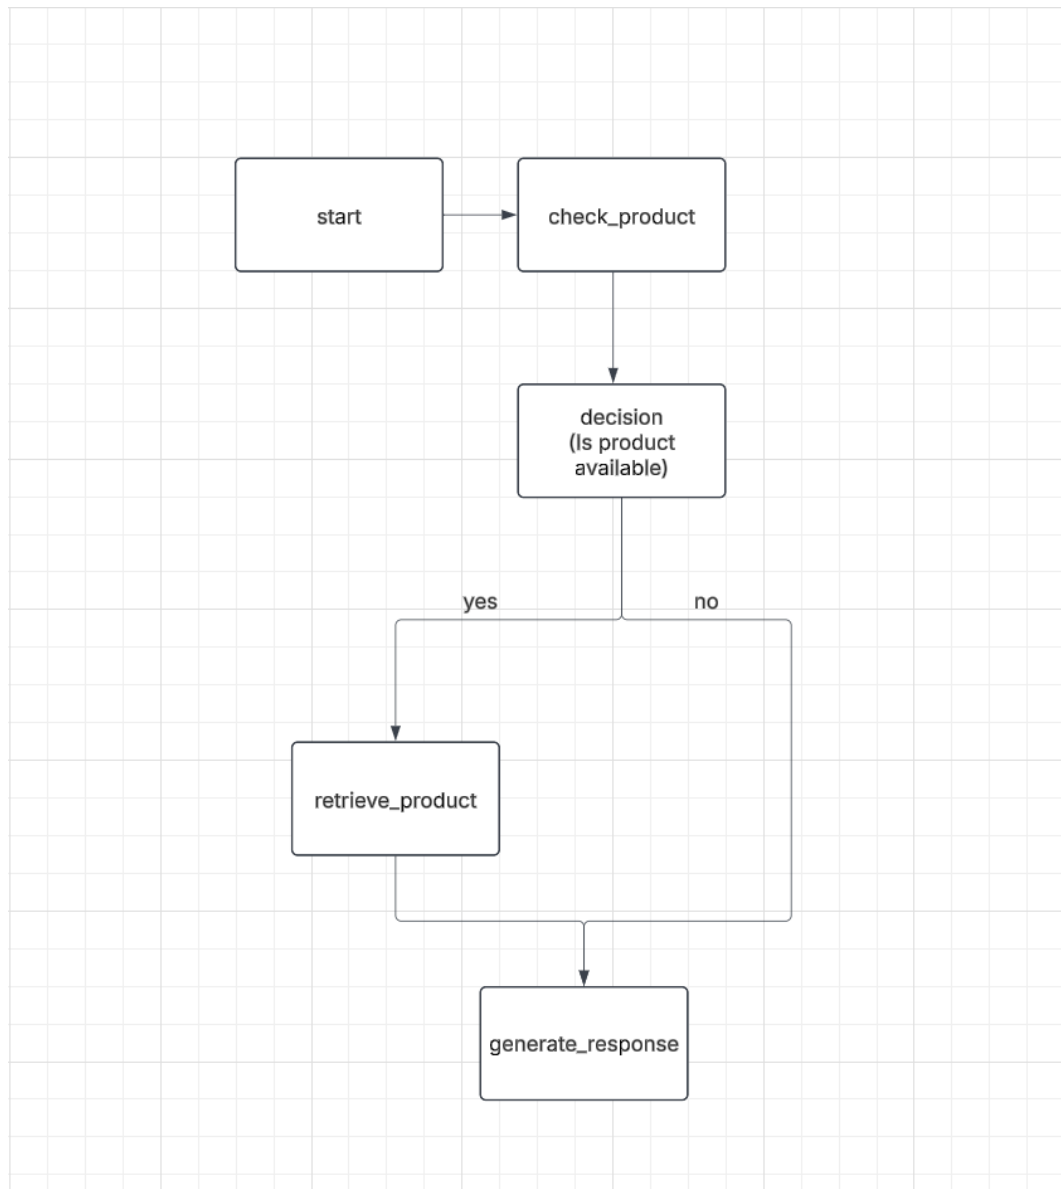 start
check_product
decision
(Is product
available)
yes
no
retrieve_product
generate_response